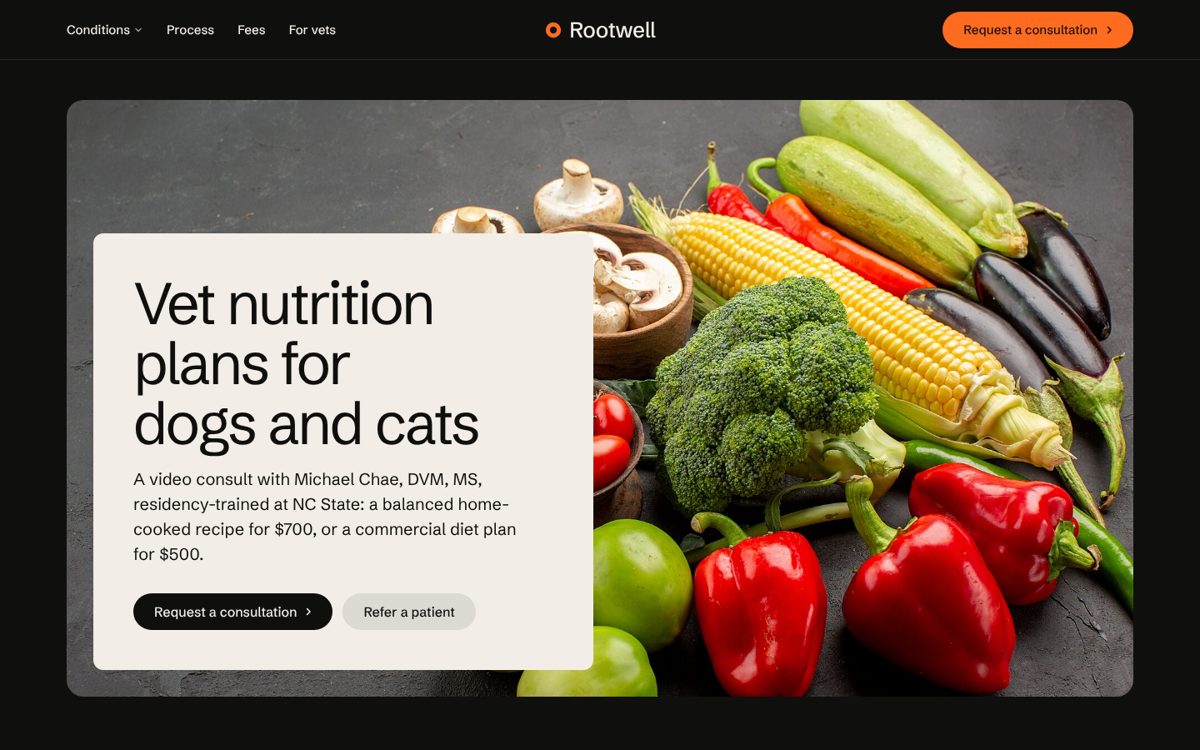 Conditions
Process
Fees
For vets
Rootwell
Request a consultation
Vet nutrition
plans for
dogs and cats
A video consult with Michael Chae, DVM, MS,
residency-trained at NC State: a balanced home-
cooked recipe for $700, or a commercial diet plan
for $500.
Request a consultation
Refer a patient